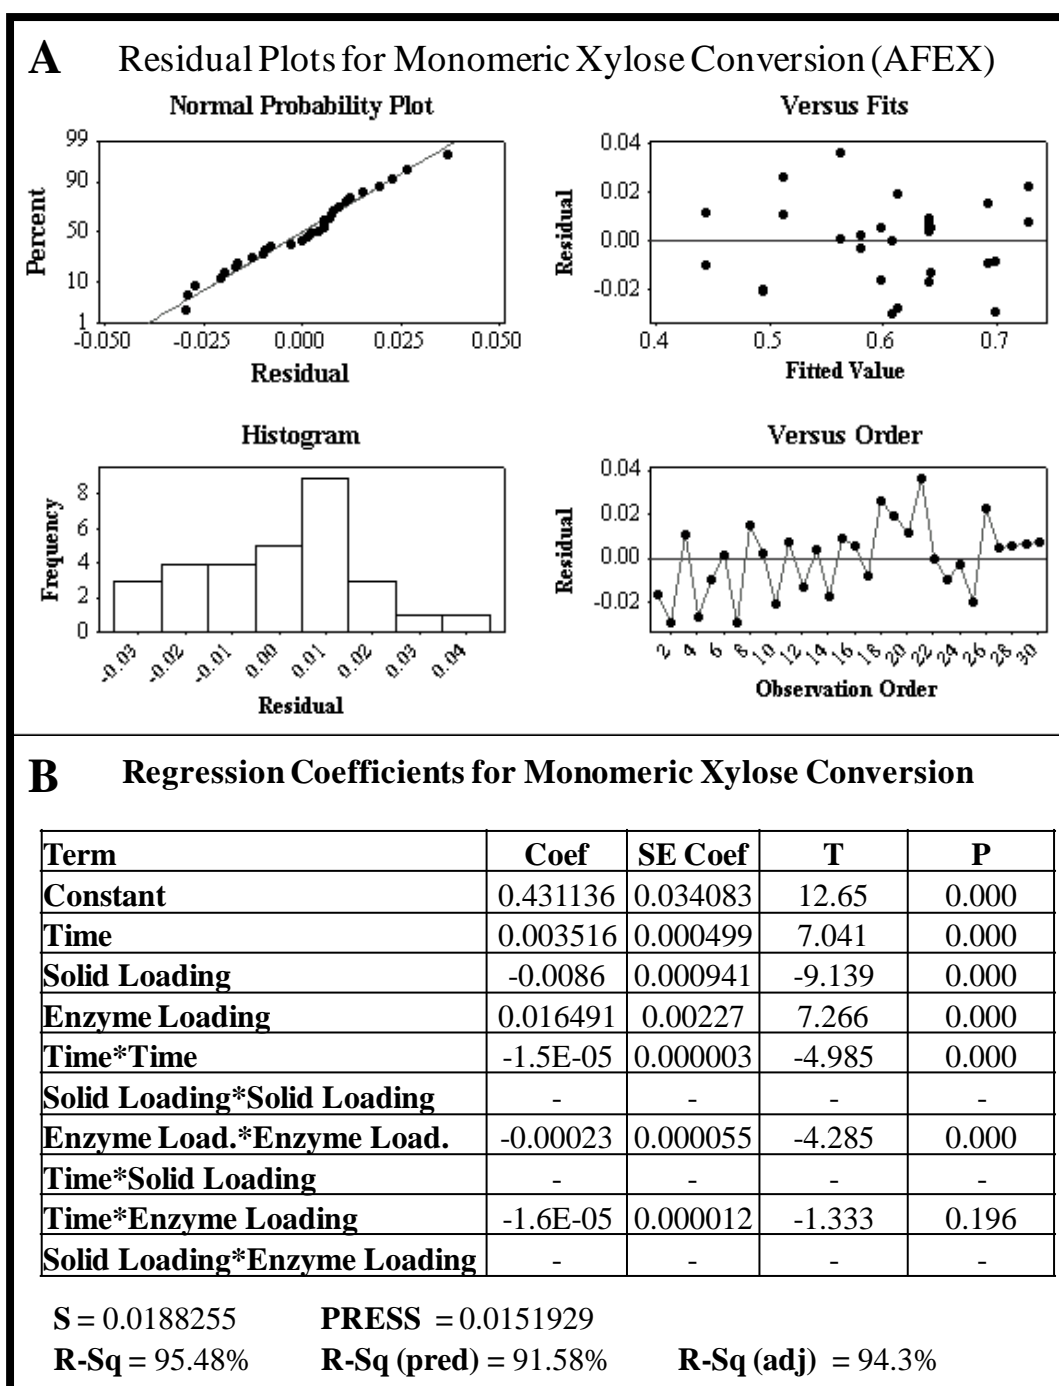 A Residual Plots for Monomeric Xylose Conversion (AFEX)
Normal Probability Plot
99
90
50
10
1
Percent
-0.050 -0.025 0.000 0.025 0.050
Residual
Versus Fits
0.04
0.02
0.00
-0.02
Residual
0.4 0.5 0.6 0.7
Fitted Value
Histogram
8
6
4
2
0
Frequency
-0.03 -0.02 -0.01 0.00 0.01 0.02 0.03 0.04
Residual
Versus Order
0.04
0.02
0.00
-0.02
Residual
2 4 6 8 10 12 14 16 18 20 22 24 26 28 30
Observation Order
B Regression Coefficients for Monomeric Xylose Conversion
Term Coef SE Coef T P
Constant 0.431136 0.034083 12.65 0.000
Time 0.003516 0.000499 7.041 0.000
Solid Loading -0.0086 0.000941 -9.139 0.000
Enzyme Loading 0.016491 0.00227 7.266 0.000
Time*Time -1.5E-05 0.000003 -4.985 0.000
Solid Loading*Solid Loading - - - -
Enzyme Load.*Enzyme Load. -0.00023 0.000055 -4.285 0.000
Time*Solid Loading - - - -
Time*Enzyme Loading -1.6E-05 0.000012 -1.333 0.196
Solid Loading*Enzyme Loading - - - -
S = 0.0188255 PRESS = 0.0151929
R-Sq = 95.48% R-Sq (pred) = 91.58% R-Sq (adj) = 94.3%